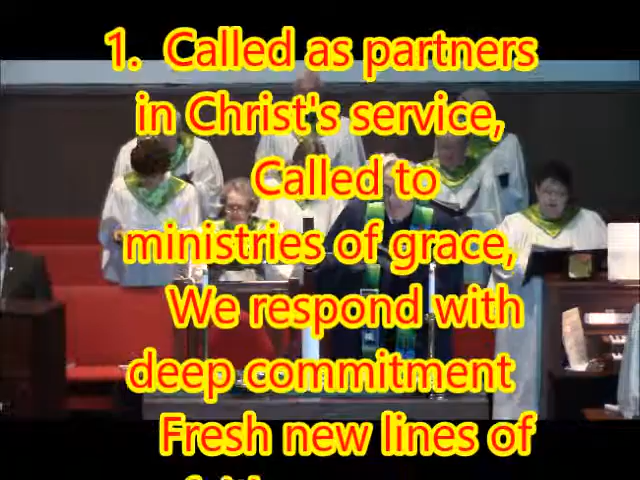 1. Called as partners
in Christ's service,
Called to
ministries of grace,
We respond with
deep commitment
Fresh new lines of